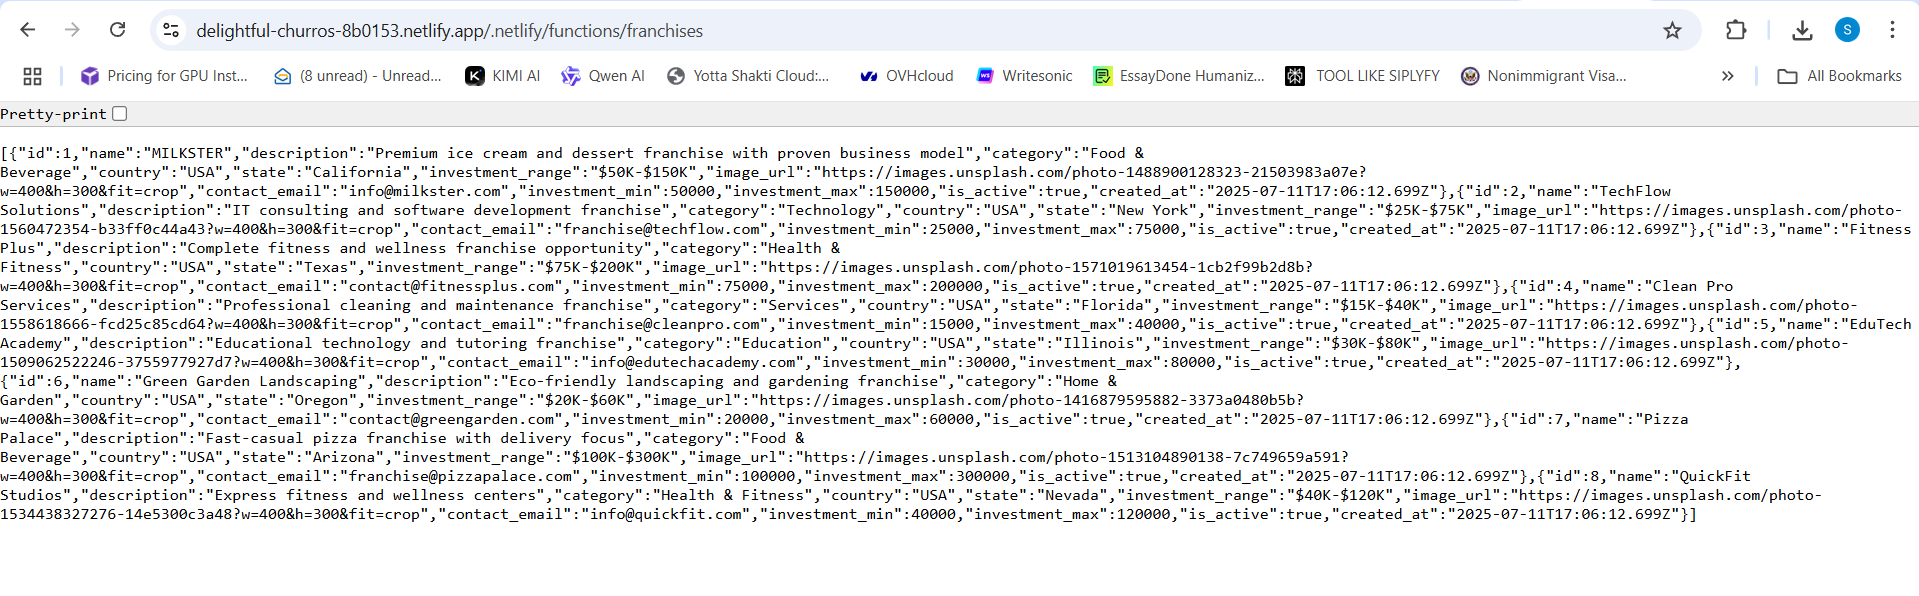 delightful-churros-8b0153.netlify.app/.netlify/functions/franchises
S
Pricing for GPU Inst...
(8 unread) - Unread...
KIMI AI
Qwen AI
Yotta Shakti Cloud:...
OVHcloud
Writesonic
EssayDone Humaniz...
TOOL LIKE SIPLYFY
Nonimmigrant Visa...
»
All Bookmarks
Pretty-print
[{"id":1,"name":"MILKSTER","description":"Premium ice cream and dessert franchise with proven business model","category":"Food &
Beverage","country":"USA","state":"California","investment_range":"$50K-$150K","image_url":"https://images.unsplash.com/photo-1488900128323-21503983a07e?
w=400&h=300&fit=crop","contact_email":"info@milkster.com","investment_min":50000,"investment_max":150000,"is_active":true,"created_at":"2025-07-11T17:06:12.699Z"},{"id":2,"name":"TechFlow
Solutions","description":"IT consulting and software development franchise","category":"Technology","country":"USA","state":"New York","investment_range":"$25K-$75K","image_url":"https://images.unsplash.com/photo-
1560472354-b33ff0c44a43?w=400&h=300&fit=crop","contact_email":"franchise@techflow.com","investment_min":25000,"investment_max":75000,"is_active":true,"created_at":"2025-07-11T17:06:12.699Z"},{"id":3,"name":"Fitness
Plus","description":"Complete fitness and wellness franchise opportunity","category":"Health &
Fitness","country":"USA","state":"Texas","investment_range":"$75K-$200K","image_url":"https://images.unsplash.com/photo-1571019613454-1cb2f99b2d8b?
w=400&h=300&fit=crop","contact_email":"contact@fitnessplus.com","investment_min":75000,"investment_max":200000,"is_active":true,"created_at":"2025-07-11T17:06:12.699Z"},{"id":4,"name":"Clean Pro
Services","description":"Professional cleaning and maintenance franchise","category":"Services","country":"USA","state":"Florida","investment_range":"$15K-$40K","image_url":"https://images.unsplash.com/photo-
1558618666-fcd25c85cd64?w=400&h=300&fit=crop","contact_email":"franchise@cleanpro.com","investment_min":15000,"investment_max":40000,"is_active":true,"created_at":"2025-07-11T17:06:12.699Z"},{"id":5,"name":"EduTech
Academy","description":"Educational technology and tutoring franchise","category":"Education","country":"USA","state":"Illinois","investment_range":"$30K-$80K","image_url":"https://images.unsplash.com/photo-
1509062522246-3755977927d7?w=400&h=300&fit=crop","contact_email":"info@edutechacademy.com","investment_min":30000,"investment_max":80000,"is_active":true,"created_at":"2025-07-11T17:06:12.699Z"},
{"id":6,"name":"Green Garden Landscaping","description":"Eco-friendly landscaping and gardening franchise","category":"Home &
Garden","country":"USA","state":"Oregon","investment_range":"$20K-$60K","image_url":"https://images.unsplash.com/photo-1416879595882-3373a0480b5b?
w=400&h=300&fit=crop","contact_email":"contact@greengarden.com","investment_min":20000,"investment_max":60000,"is_active":true,"created_at":"2025-07-11T17:06:12.699Z"},{"id":7,"name":"Pizza
Palace","description":"Fast-casual pizza franchise with delivery focus","category":"Food &
Beverage","country":"USA","state":"Arizona","investment_range":"$100K-$300K","image_url":"https://images.unsplash.com/photo-1513104890138-7c749659a591?
w=400&h=300&fit=crop","contact_email":"franchise@pizzapalace.com","investment_min":100000,"investment_max":300000,"is_active":true,"created_at":"2025-07-11T17:06:12.699Z"},{"id":8,"name":"QuickFit
Studios","description":"Express fitness and wellness centers","category":"Health & Fitness","country":"USA","state":"Nevada","investment_range":"$40K-$120K","image_url":"https://images.unsplash.com/photo-
1534438327276-14e5300c3a48?w=400&h=300&fit=crop","contact_email":"info@quickfit.com","investment_min":40000,"investment_max":120000,"is_active":true,"created_at":"2025-07-11T17:06:12.699Z"}]